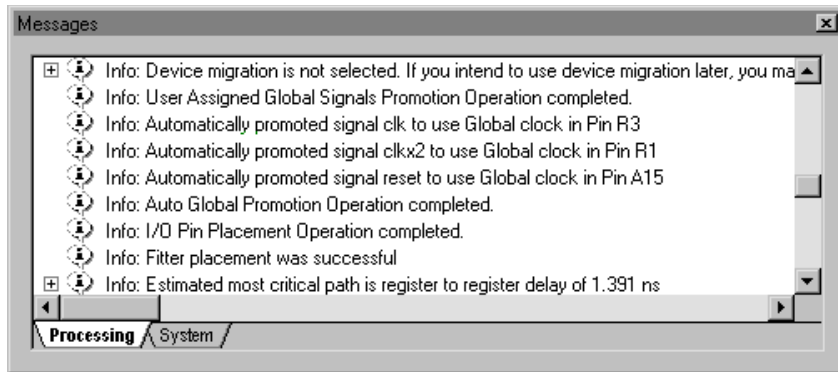 Messages
Info: Device migration is not selected. If you intend to use device migration later, you ma
Info: User Assigned Global Signals Promotion Operation completed.
Info: Automatically promoted signal clk to use Global clock in Pin R3
Info: Automatically promoted signal clkx2 to use Global clock in Pin R1
Info: Automatically promoted signal reset to use Global clock in Pin A15
Info: Auto Global Promotion Operation completed.
Info: I/O Pin Placement Operation completed.
Info: Fitter placement was successful
Info: Estimated most critical path is register to register delay of 1.391 ns
Processing System